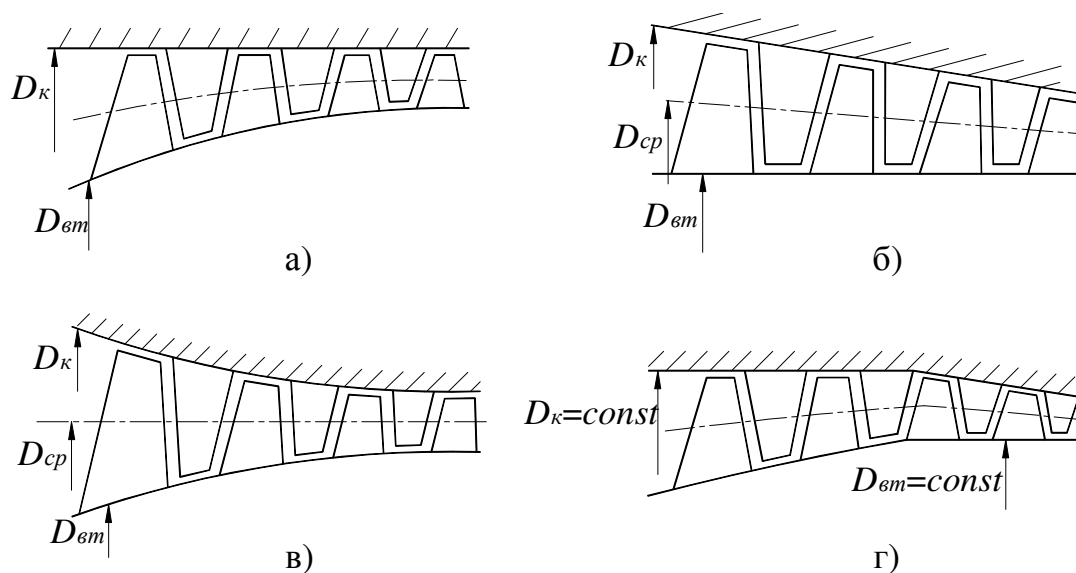 Dк
Dвт
а)
Dк
Dср
Dвт
б)
Dк
Dср
Dвт
в)
Dк=const
Dвт=const
г)